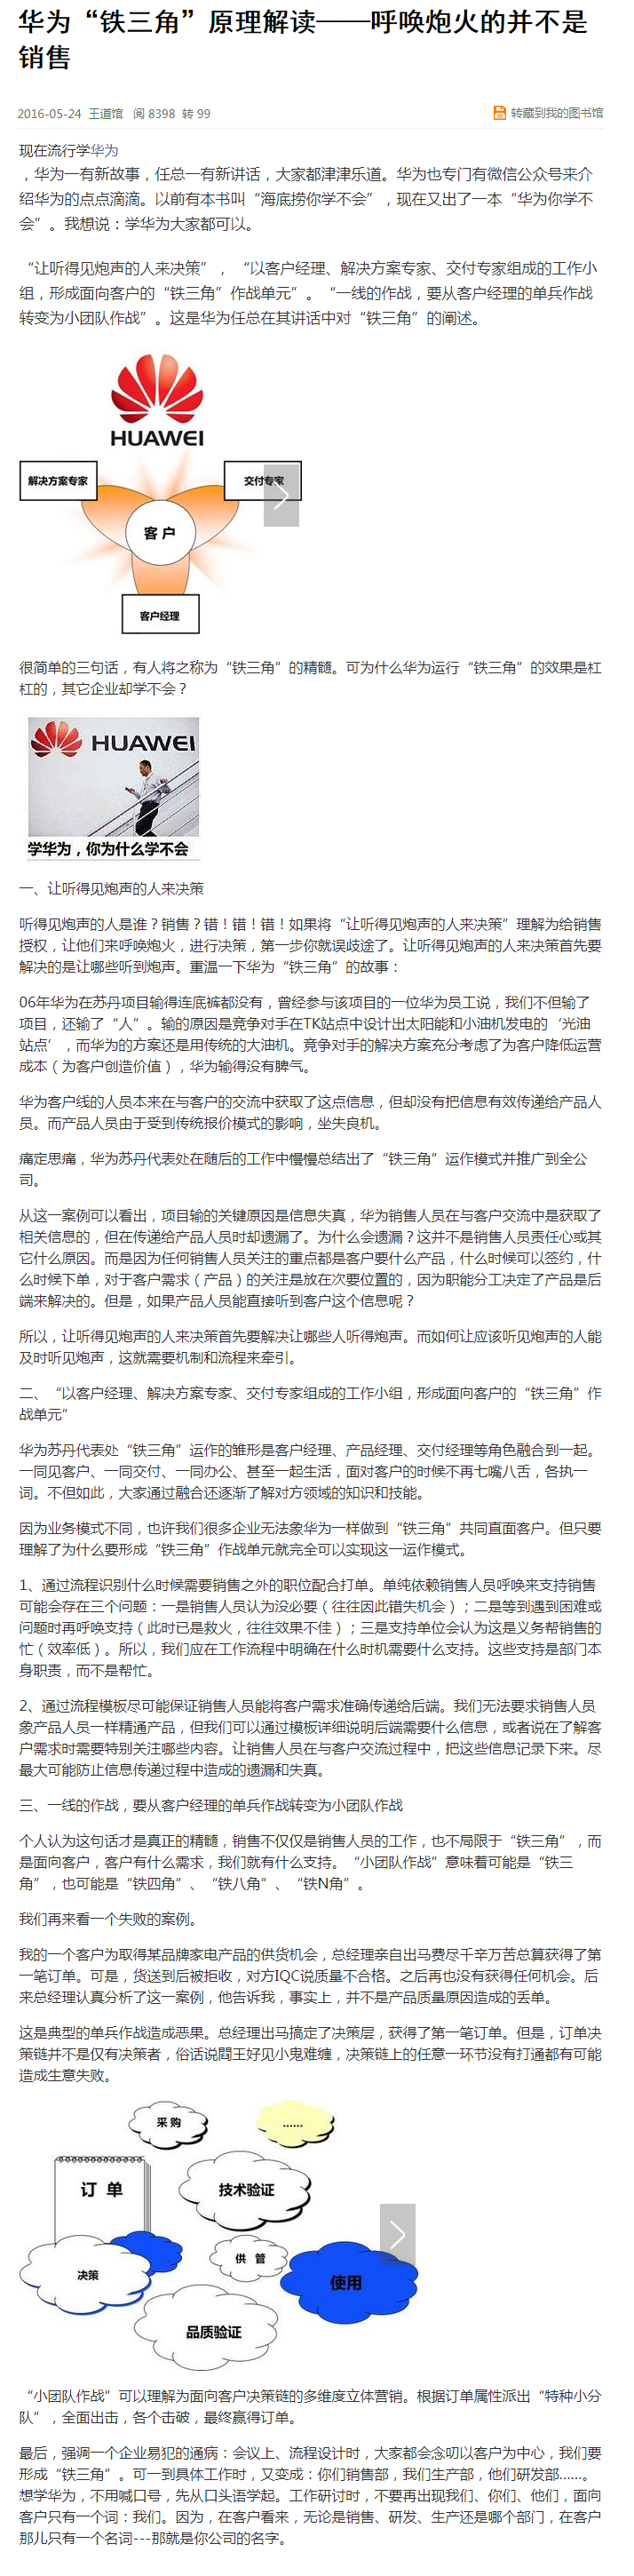 华为“铁三角”原理解读——呼唤炮火的并不是
销售
2016-05-24 王道馆 阅 8398 转 99
转藏到我的图书馆
现在流行学华为
，华为一有新故事，任总一有新讲话，大家都津津乐道。华为也专门有微信公众号来介
绍华为的点点滴滴。以前有本书叫“海底捞你学不会”，现在又出了一本“华为你学不
会”。我想说：学华为大家都可以。
“让听得见炮声的人来决策”，“以客户经理、解决方案专家、交付专家组成的工作小
组，形成面向客户的“铁三角”作战单元”。“一线的作战，要从客户经理的单兵作战
转变为小团队作战”。这是华为任总在其讲话中对“铁三角”的阐述。
HUAWEI
解决方案专家
交付专家
客 户
客户经理
很简单的三句话，有人将之称为“铁三角”的精髓。可为什么华为运行“铁三角”的效果是杠
杠的，其它企业却学不会？
HUAWEI
学华为，你为什么学不会
一、让听得见炮声的人来决策
听得见炮声的人是谁？销售？错！错！错！如果将“让听得见炮声的人来决策”理解为给销售
授权，让他们来呼唤炮火，进行决策，第一步你就误歧途了。让听得见炮声的人来决策首先要
解决的是让哪些听到炮声。重温一下华为“铁三角”的故事：
06年华为在苏丹项目输得连底裤都没有，曾经参与该项目的一位华为员工说，我们不但输了
项目，还输了“人”。输的原因是竞争对手在TK站点中设计出太阳能和小油机发电的‘光油
站点’，而华为的方案还是用传统的大油机。竞争对手的解决方案充分考虑了为客户降低运营
成本（为客户创造价值），华为输得没有脾气。
华为客户线的人员本来在与客户的交流中获取了这点信息，但却没有把信息有效传递给产品人
员。而产品人员由于受到传统报价模式的影响，坐失良机。
痛定思痛，华为苏丹代表处在随后的工作中慢慢总结出了“铁三角”运作模式并推广到全公
司。
从这一案例可以看出，项目输的关键原因是信息失真，华为销售人员在与客户交流中是获取了
相关信息的，但在传递给产品人员时却遗漏了。为什么会遗漏？这并不是销售人员责任心或其
它什么原因。而是因为任何销售人员关注的重点都是客户要什么产品，什么时候可以签约，什
么时候下单，对于客户需求（产品）的关注是放在次要位置的，因为职能分工决定了产品是后
端来解决的。但是，如果产品人员能直接听到客户这个信息呢？
所以，让听得见炮声的人来决策首先要解决让哪些人听得炮声。而如何让应该听见炮声的人能
及时听见炮声，这就需要机制和流程来牵引。
二、“以客户经理、解决方案专家、交付专家组成的工作小组，形成面向客户的“铁三角”作
战单元”
华为苏丹代表处“铁三角”运作的雏形是客户经理、产品经理、交付经理等角色融合到一起。
一同见客户、一同交付、一同办公、甚至一起生活，面对客户的时候不再七嘴八舌，各执一
词。不但如此，大家通过融合还逐渐了解对方领域的知识和技能。
因为业务模式不同，也许我们很多企业无法象华为一样做到“铁三角”共同直面客户。但只要
理解了为什么要形成“铁三角”作战单元就完全可以实现这一运作模式。
1、通过流程识别什么时候需要销售之外的职位配合打单。单纯依赖销售人员呼唤来支持销售
可能会存在三个问题：一是销售人员认为没必要（往往因此错失机会）；二是等到遇到困难或
问题时再呼唤支持（此时已是救火，往往效果不佳）；三是支持单位会认为这是义务帮销售的
忙（效率低）。所以，我们应在工作流程中明确在什么时机需要什么支持。这些支持是部门本
身职责，而不是帮忙。
2、通过流程模板尽可能保证销售人员能将客户需求准确传递给后端。我们无法要求销售人员
象产品人员一样精通产品，但我们可以通过模板详细说明后端需要什么信息，或者说在了解客
户需求时需要特别关注哪些内容。让销售人员在与客户交流过程中，把这些信息记录下来。尽
最大可能防止信息传递过程中造成的遗漏和失真。
三、一线的作战，要从客户经理的单兵作战转变为小团队作战
个人认为这句话才是真正的精髓，销售不仅仅是销售人员的工作，也不局限于“铁三角”，而
是面向客户，客户有什么需求，我们就有什么支持。“小团队作战”意味着可能是“铁三
角”，也可能是“铁四角”、“铁八角”、“铁N角”。
我们再来看一个失败的案例。
我的一个客户为取得某品牌家电产品的供货机会，总经理亲自出马费尽千辛万苦总算获得了第
一笔订单。可是，货送到后被拒收，对方IQC说质量不合格。之后再也没有获得任何机会。后
来总经理认真分析了这一案例，他告诉我，事实上，并不是产品质量原因造成的丢单。
这是典型的单兵作战造成恶果。总经理出马搞定了决策层，获得了第一笔订单。但是，订单决
策链并不是仅有决策者，俗话说阎王好见小鬼难缠，决策链上的任意一环节没有打通都有可能
造成生意失败。
采 购
……
订 单
技术验证
供 管
决策
使用
品质验证
“小团队作战”可以理解为面向客户决策链的多维度立体营销。根据订单属性派出“特种小分
队”，全面出击，各个击破，最终赢得订单。
最后，强调一个企业易犯的通病：会议上、流程设计时，大家都会念叨以客户为中心，我们要
形成“铁三角”。可一到具体工作时，又变成：你们销售部，我们生产部，他们研发部……。
想学华为，不用喊口号，先从口头语学起。工作研讨时，不要再出现我们、你们、他们，面向
客户只有一个词：我们。因为，在客户看来，无论是销售、研发、生产还是哪个部门，在客户
那儿只有一个名词---那就是你公司的名字。